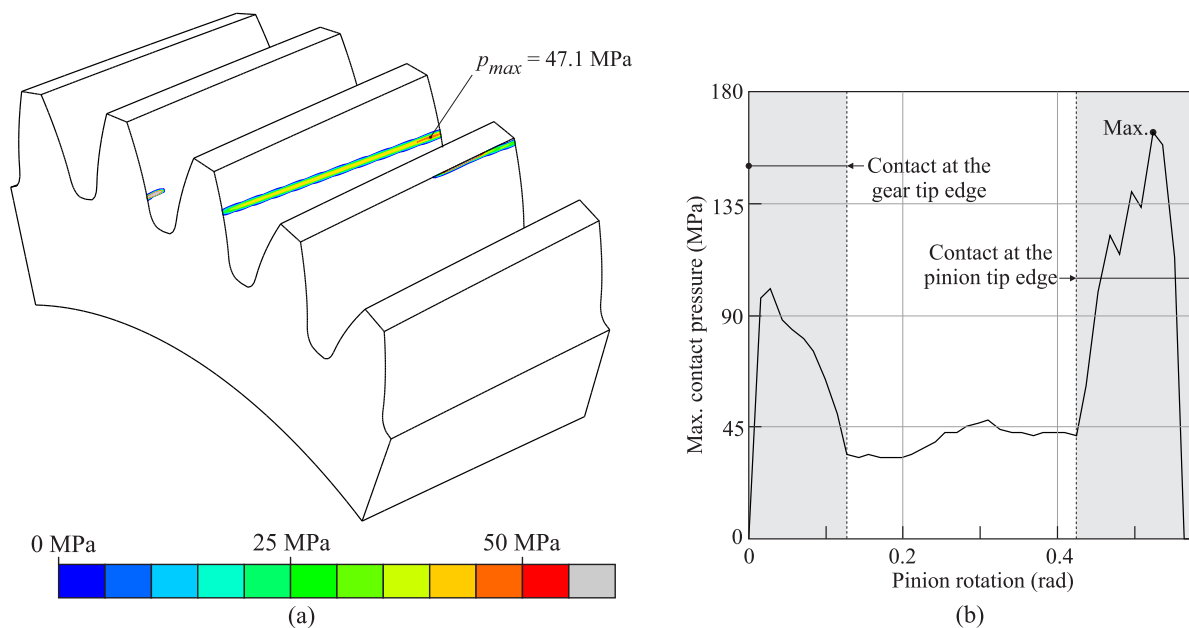 p_max = 47.1 MPa
0 MPa
25 MPa
50 MPa
(a)
180
135
90
45
0
Max. contact pressure (MPa)
Max.
Contact at the
gear tip edge
Contact at the
pinion tip edge
0
0.2
0.4
Pinion rotation (rad)
(b)